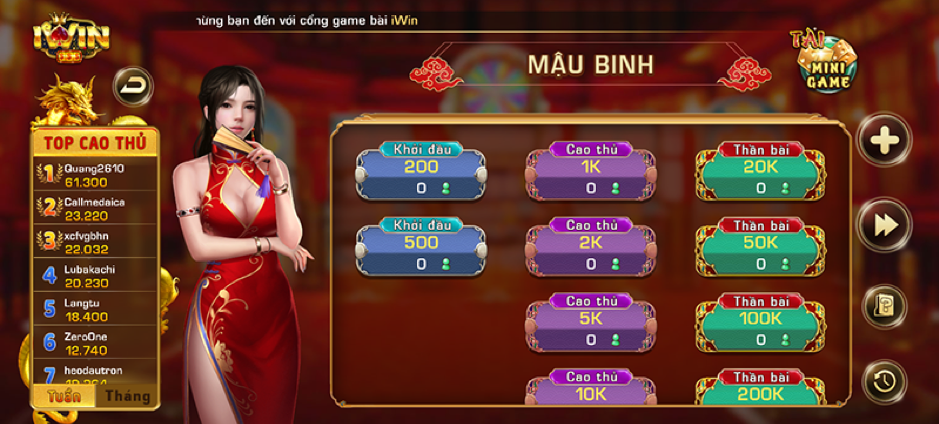 ừng bạn đến với cổng game bài iWin
IWIN
MẬU BINH
TÀI
MINI
GAME
TOP CAO THỦ
1 Quang2610
61.300
2 Callmedaica
23.220
3 xcfvgbhn
22.032
4 Lubakachi
20.230
5 Langtu
18.400
6 ZeroOne
12.740
7 heodautron
Tuần Tháng
Khởi đầu
200
0
Cao thủ
1K
0
Thần bài
20K
0
Khởi đầu
500
0
Cao thủ
2K
0
Thần bài
50K
0
Cao thủ
5K
0
Thần bài
100K
0
Cao thủ
10K
Thần bài
200K